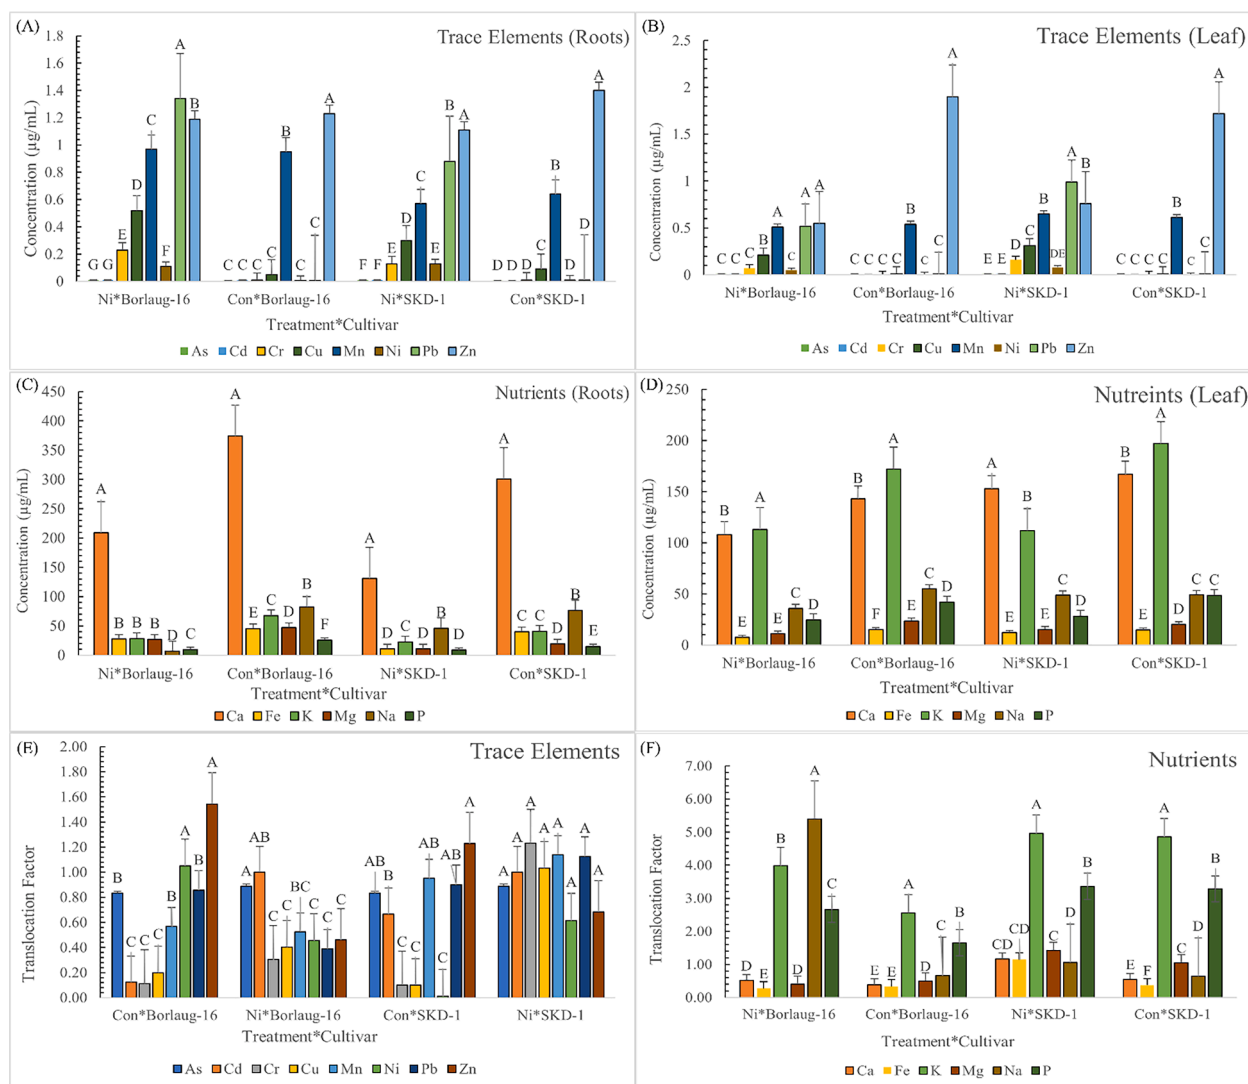 (A)
Trace Elements (Roots)
Concentration (µg/mL)
1.8
1.6
1.4
1.2
1
0.8
0.6
0.4
0.2
0
G G E D C F A B
C C C C B C C A
F F E D C E B A
D D D C B D D A
Ni*Borlaug-16 Con*Borlaug-16 Ni*SKD-1 Con*SKD-1
Treatment*Cultivar
As Cd Cr Cu Mn Ni Pb Zn
(B)
Trace Elements (Leaf)
Concentration (µg/mL)
2.5
2
1.5
1
0.5
0
C C C B A C A A
C C C C B C C A
E E D C B DE A B
C C C C B C C A
Ni*Borlaug-16 Con*Borlaug-16 Ni*SKD-1 Con*SKD-1
Treatment*Cultivar
As Cd Cr Cu Mn Ni Pb Zn
(C)
Nutrients (Roots)
Concentration (µg/mL)
450
400
350
300
250
200
150
100
50
0
A B B B D C
A E C D B F
A D C D B D
A C C D B E
Ni*Borlaug-16 Con*Borlaug-16 Ni*SKD-1 Con*SKD-1
Treatment*Cultivar
Ca Fe K Mg Na P
(D)
Nutreints (Leaf)
Concentration (µg/mL)
250
200
150
100
50
0
B E A E C D
B F A E C D
A E B E C D
B E A D C C
Ni*Borlaug-16 Con*Borlaug-16 Ni*SKD-1 Con*SKD-1
Treatment*Cultivar
Ca Fe K Mg Na P
(E)
Trace Elements
Translocation Factor
2.00
1.80
1.60
1.40
1.20
1.00
0.80
0.60
0.40
0.20
0.00
B C C C B A B A
A AB C C BC C C C
AB B C C AB C AB A
A A A A A A A A
Con*Borlaug-16 Ni*Borlaug-16 Con*SKD-1 Ni*SKD-1
Treatment*Cultivar
As Cd Cr Cu Mn Ni Pb Zn
(F)
Nutrients
Translocation Factor
7.00
6.00
5.00
4.00
3.00
2.00
1.00
0.00
D E B D A C
E E A D C B
CD CD A C D B
E F A C D B
Ni*Borlaug-16 Con*Borlaug-16 Ni*SKD-1 Con*SKD-1
Treatment*Cultivar
Ca Fe K Mg Na P